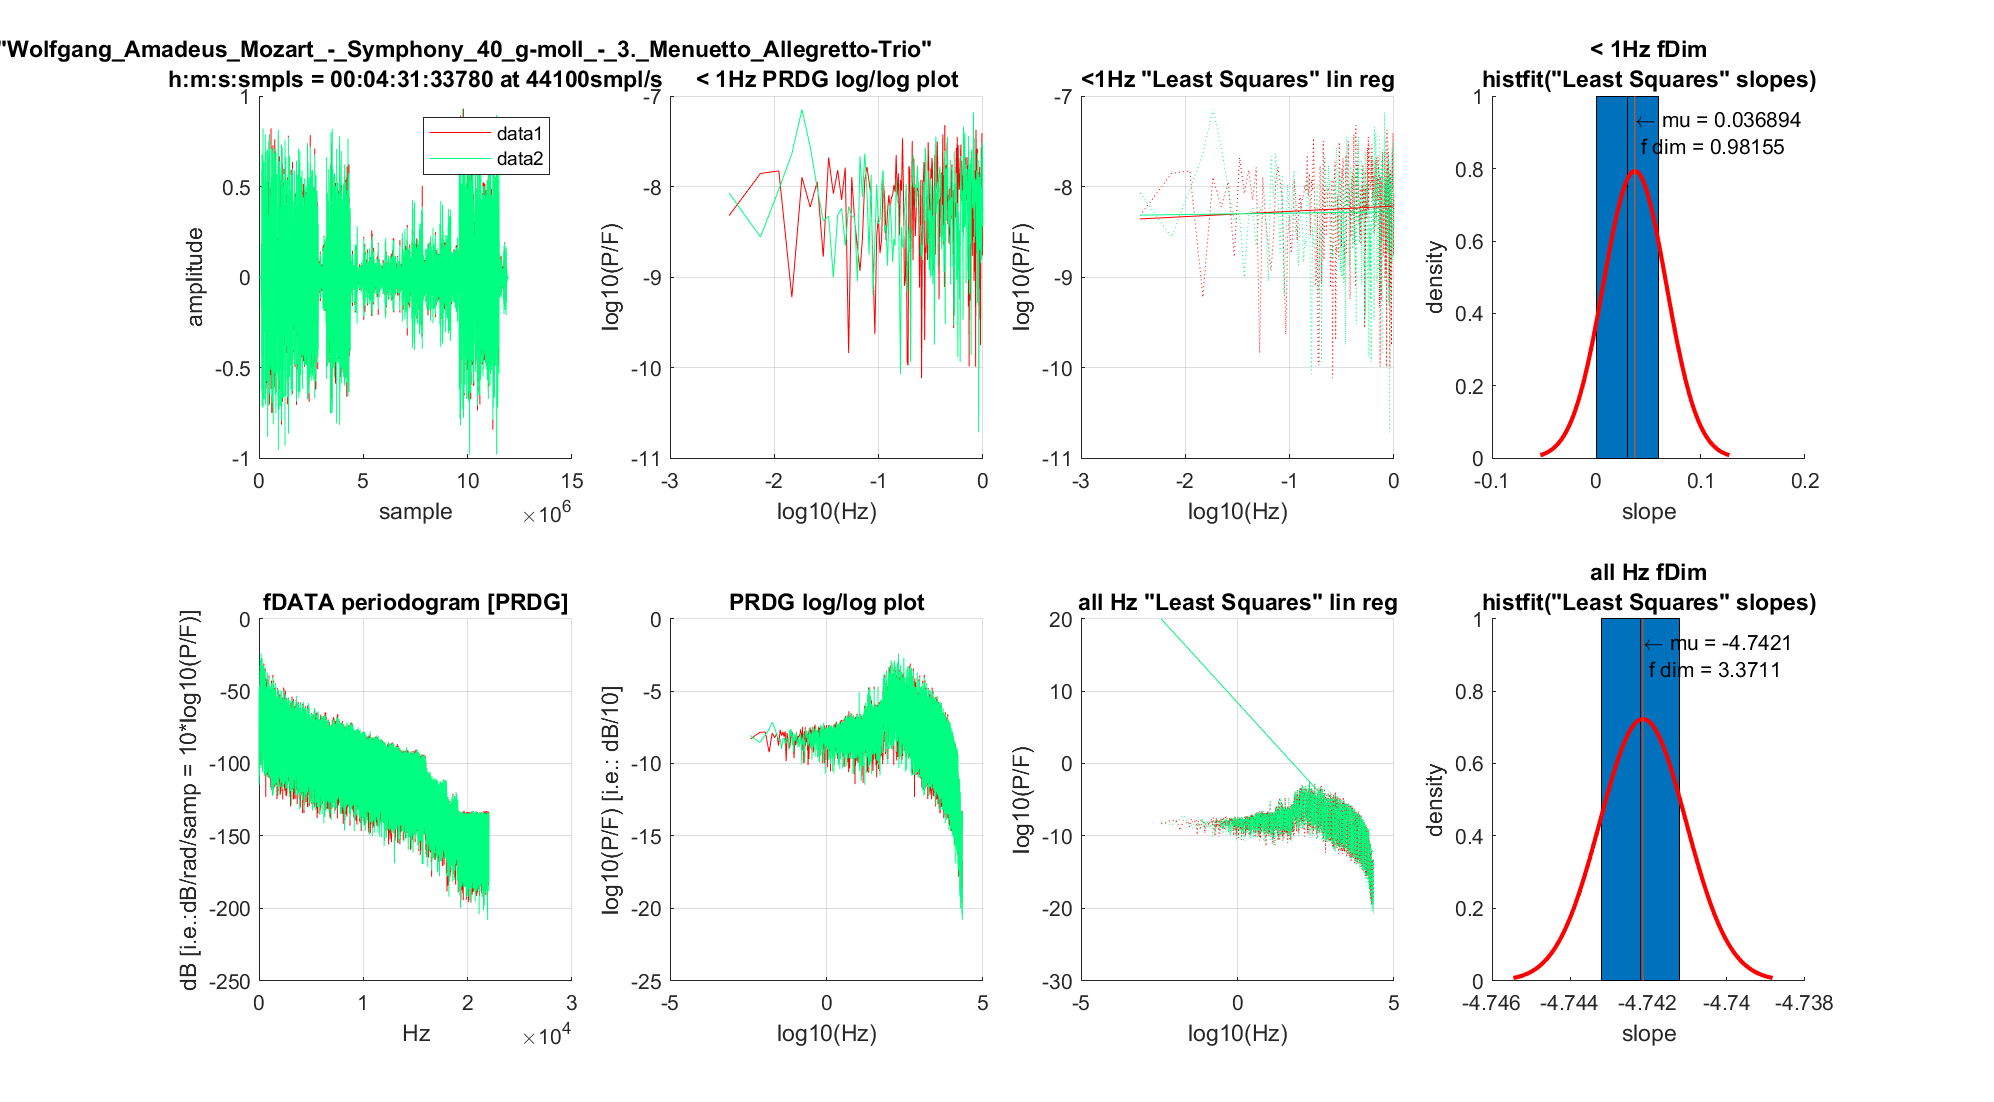 "Wolfgang_Amadeus_Mozart_-_Symphony_40_g-moll_-_3._Menuetto_Allegretto-Trio"
h:m:s:smpls = 00:04:31:33780 at 44100smpl/s
1
0.5
0
-0.5
-1
amplitude
data1
data2
0 5 10 15
sample
×10^6
< 1Hz PRDG log/log plot
-7
-8
-9
-10
-11
log10(P/F)
-3 -2 -1 0
log10(Hz)
<1Hz "Least Squares" lin reg
-7
-8
-9
-10
-11
log10(P/F)
-3 -2 -1 0
log10(Hz)
< 1Hz fDim
histfit("Least Squares" slopes)
1
0.8
0.6
0.4
0.2
0
density
← mu = 0.036894
f dim = 0.98155
-0.1 0 0.1 0.2
slope
fDATA periodogram [PRDG]
0
-50
-100
-150
-200
-250
dB [i.e.:dB/rad/samp = 10*log10(P/F)]
0 1 2 3
Hz
×10^4
PRDG log/log plot
0
-5
-10
-15
-20
-25
log10(P/F) [i.e.: dB/10]
-5 0 5
log10(Hz)
all Hz "Least Squares" lin reg
20
10
0
-10
-20
-30
log10(P/F)
-5 0 5
log10(Hz)
all Hz fDim
histfit("Least Squares" slopes)
1
0.8
0.6
0.4
0.2
0
density
← mu = -4.7421
f dim = 3.3711
-4.746 -4.744 -4.742 -4.74 -4.738
slope